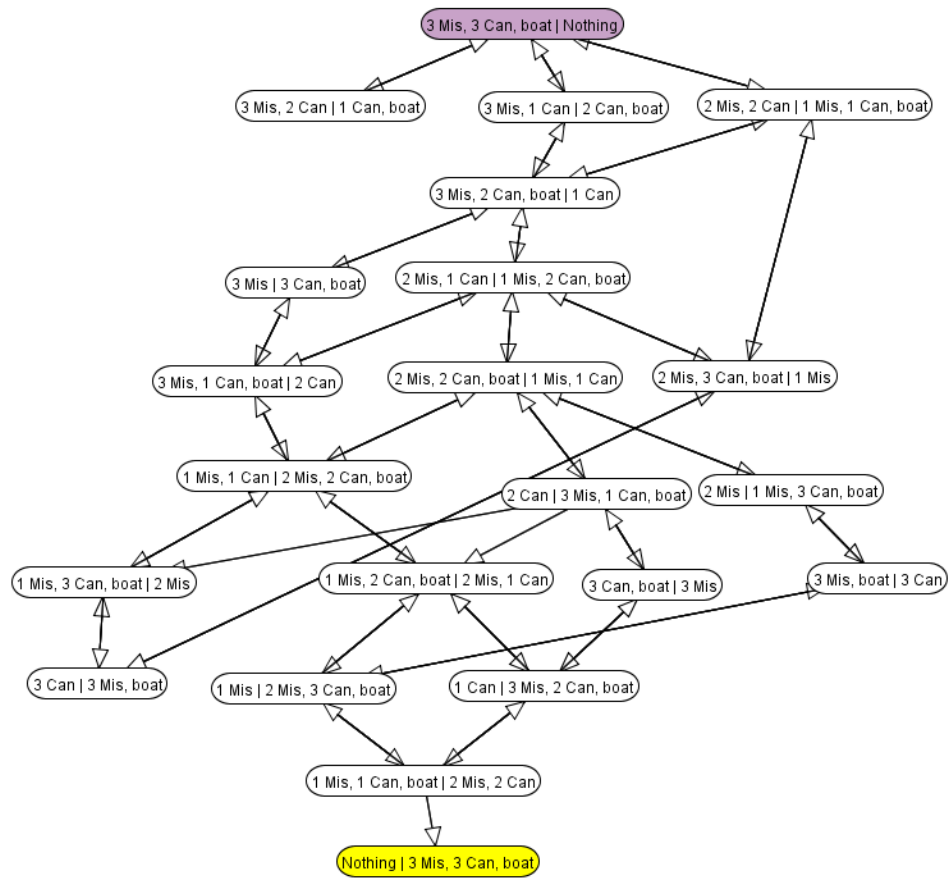 3 Mis, 3 Can, boat | Nothing
3 Mis, 2 Can | 1 Can, boat
3 Mis, 1 Can | 2 Can, boat
2 Mis, 2 Can | 1 Mis, 1 Can, boat
3 Mis, 2 Can, boat | 1 Can
3 Mis | 3 Can, boat
2 Mis, 1 Can | 1 Mis, 2 Can, boat
3 Mis, 1 Can, boat | 2 Can
2 Mis, 2 Can, boat | 1 Mis, 1 Can
2 Mis, 3 Can, boat | 1 Mis
1 Mis, 1 Can | 2 Mis, 2 Can, boat
2 Can | 3 Mis, 1 Can, boat
2 Mis | 1 Mis, 3 Can, boat
1 Mis, 3 Can, boat | 2 Mis
1 Mis, 2 Can, boat | 2 Mis, 1 Can
3 Can, boat | 3 Mis
3 Mis, boat | 3 Can
3 Can | 3 Mis, boat
1 Mis | 2 Mis, 3 Can, boat
1 Can | 3 Mis, 2 Can, boat
1 Mis, 1 Can, boat | 2 Mis, 2 Can
Nothing | 3 Mis, 3 Can, boat